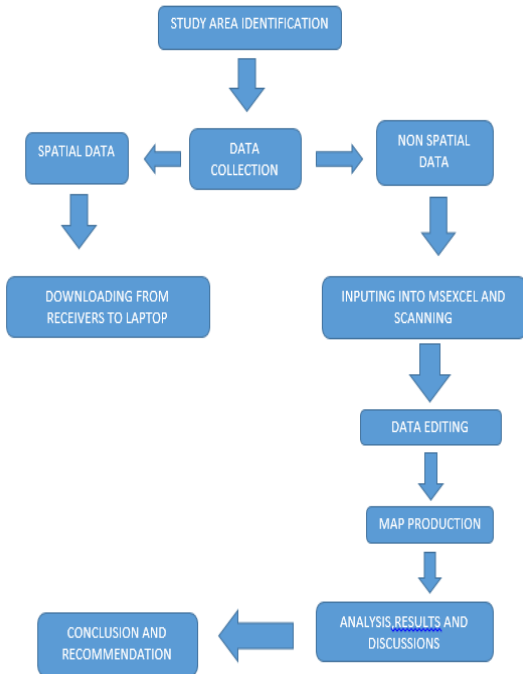 STUDY AREA IDENTIFICATION
SPATIAL DATA
DATA
COLLECTION
NON SPATIAL
DATA
DOWNLOADING FROM
RECEIVERS TO LAPTOP
INPUTING INTO MSEXCEL AND
SCANNING
DATA EDITING
MAP PRODUCTION
ANALYSIS,RESULTS AND
DISCUSSIONS
CONCLUSION AND
RECOMMENDATION